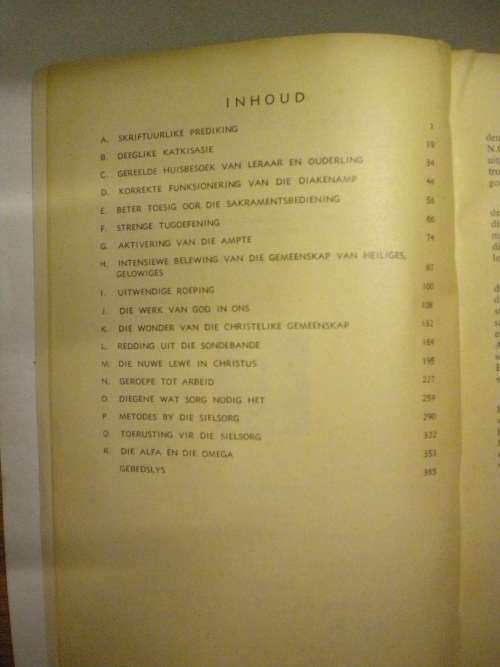 INHOUD
A. SKRIFTUURLIKE PREDIKING 1
B. DEEGLIKE KATKISASIE 19
C. GEREELDE HUISBESOEK VAN LERAAR EN OUDERLING 34
D. KORREKTE FUNKSIONERING VAN DIE DIAKENAMP 44
E. BETER TOESIG OOR DIE SAKRAMENTSBEDIENING 56
F. STRENGE TUGOEFENING 66
G. AKTIVERING VAN DIE AMPTE 74
H. INTENSIEWE BELEWING VAN DIE GEMEENSKAP VAN HEILIGES,
GELOWIGES 87
I. UITWENDIGE ROEPING 100
J. DIE WERK VAN GOD IN ONS 108
K. DIE WONDER VAN DIE CHRISTELIKE GEMEENSKAP 132
L. REDDING UIT DIE SONDEBANDE 164
M. DIE NUWE LEWE IN CHRISTUS 195
N. GEROEPE TOT ARBEID 227
O. DIEGENE WAT SORG NODIG HET 259
P. METODES BY DIE SIELSORG 290
Q. TOERUSTING VIR DIE SIELSORG 322
R. DIE ALFA EN DIE OMEGA 353
GEBEDSLYS 385